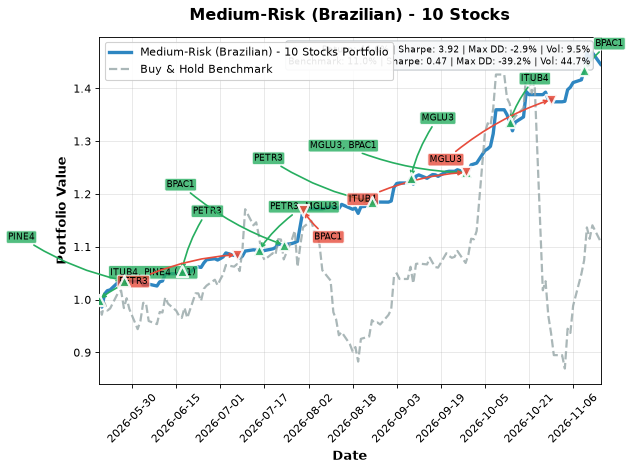 Medium-Risk (Brazilian) - 10 Stocks
Medium-Risk (Brazilian) - 10 Stocks Portfolio
Buy & Hold Benchmark
Sharpe: 3.92 | Max DD: -2.9% | Vol: 9.5%
Benchmark: 11.0% | Sharpe: 0.47 | Max DD: -39.2% | Vol: 44.7%
BPAC1
ITUB4
MGLU3
MGLU3, BPAC1
MGLU3
PETR3
BPAC1
ITUB4
PETR3
PETR3, MGLU3
PINE4
BPAC1
ITUB4, PINE4
PETR3
Portfolio Value
1.4
1.3
1.2
1.1
1.0
0.9
2026-05-30
2026-06-15
2026-07-01
2026-07-17
2026-08-02
2026-08-18
2026-09-03
2026-09-19
2026-10-05
2026-10-21
2026-11-06
Date